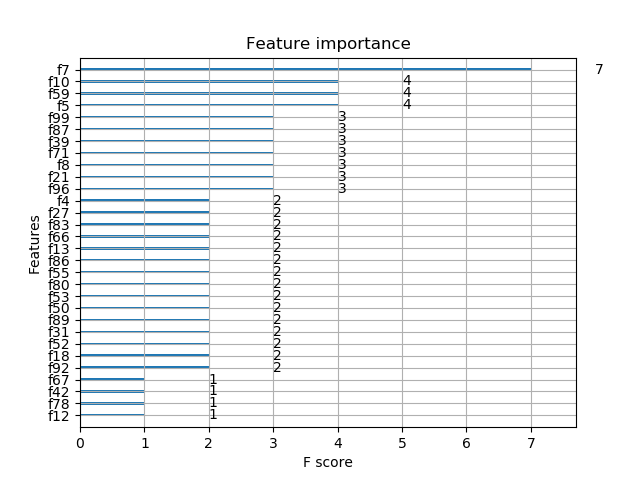 Feature importance
f7 7
f10 4
f59 4
f5 4
f99 3
f87 3
f39 3
f71 3
f8 3
f21 3
f96 3
f4 2
f27 2
f83 2
f66 2
f13 2
f86 2
f55 2
f80 2
f53 2
f50 2
f89 2
f31 2
f52 2
f18 2
f92 2
f67 1
f42 1
f78 1
f12 1
Features
0 1 2 3 4 5 6 7
F score